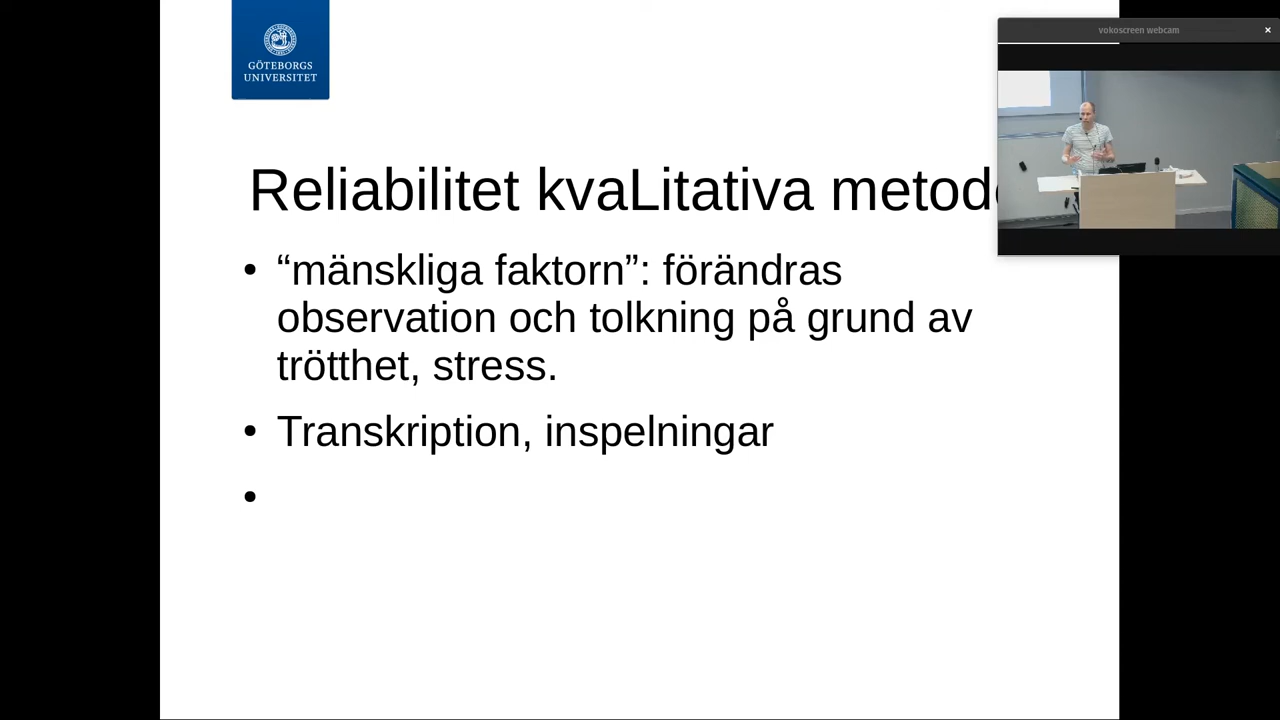 GÖTEBORGS
UNIVERSITET
vokoscreen webcam
Reliabilitet kvaLitativa
“mänskliga faktorn”: förändras
observation och tolkning på grund av
trötthet, stress.
Transkription, inspelningar